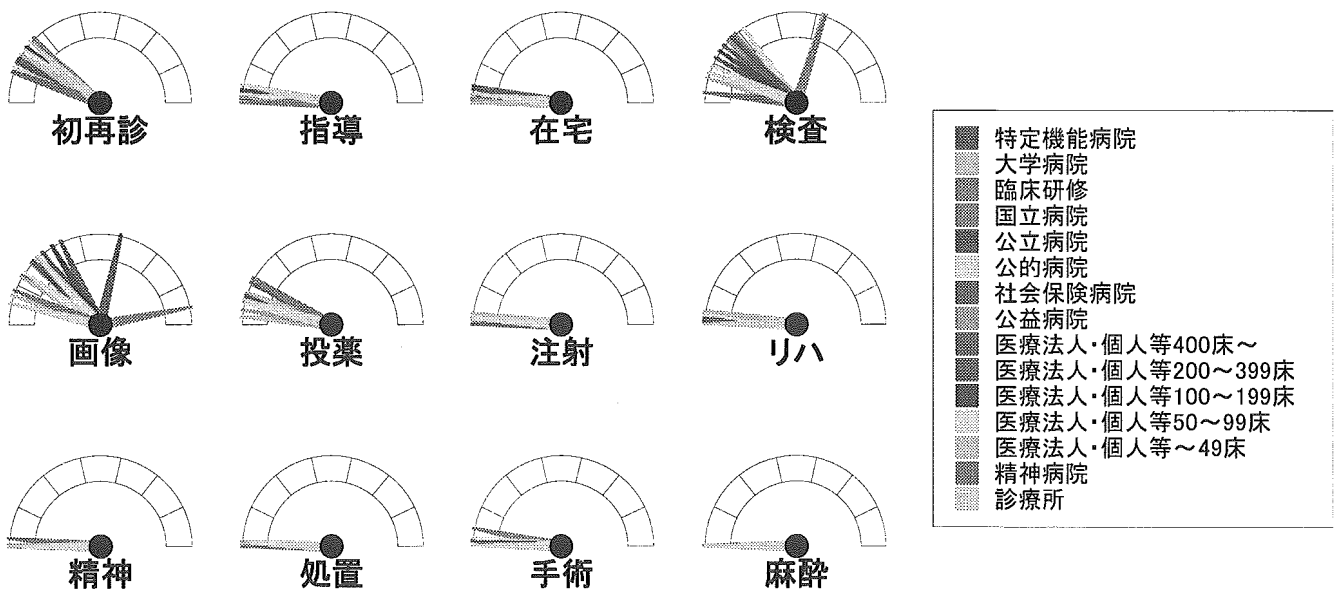 初再診
指導
在宅
検査
画像
投薬
注射
リハ
精神
処置
手術
麻酔
特定機能病院
大学病院
臨床研修
国立病院
公立病院
公的病院
社会保険病院
公益病院
医療法人・個人等400床～
医療法人・個人等200～399床
医療法人・個人等100～199床
医療法人・個人等50～99床
医療法人・個人等～49床
精神病院
診療所